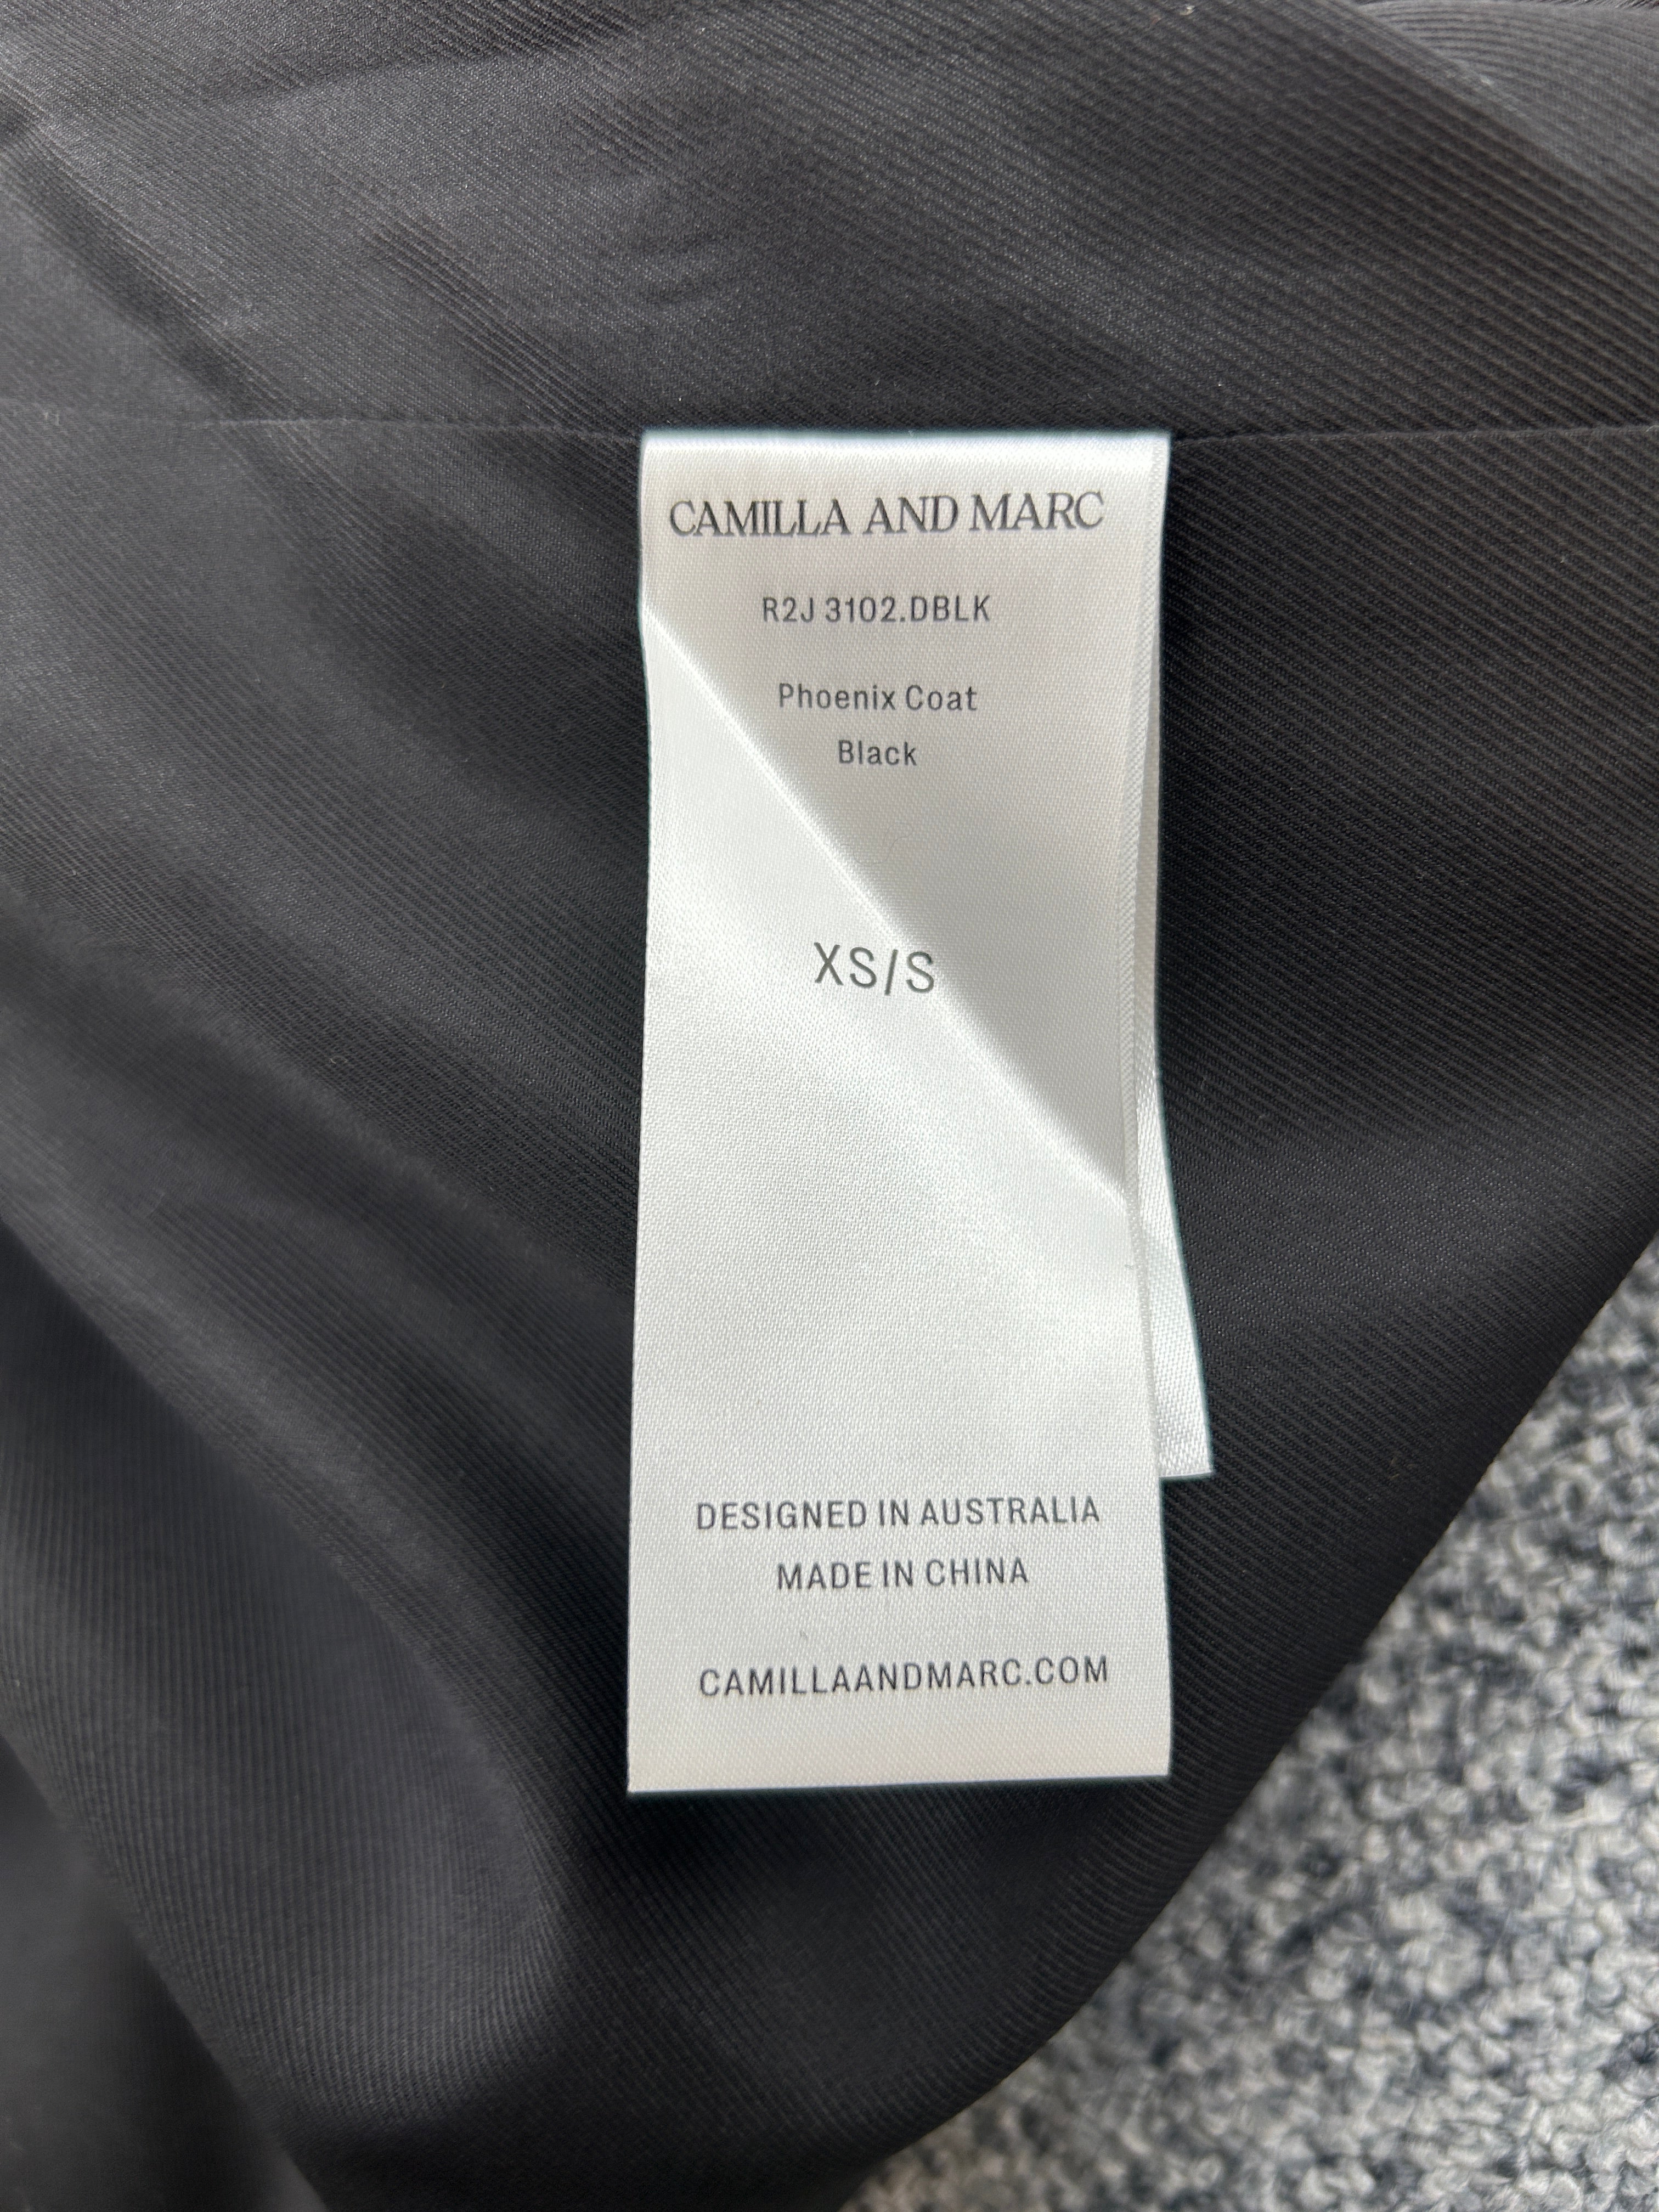 CAMILLA AND MARC
R2J 3102.DBLK
Phoenix Coat
Black
XS/S
DESIGNED IN AUSTRALIA
MADE IN CHINA
CAMILLAANDMARC.COM